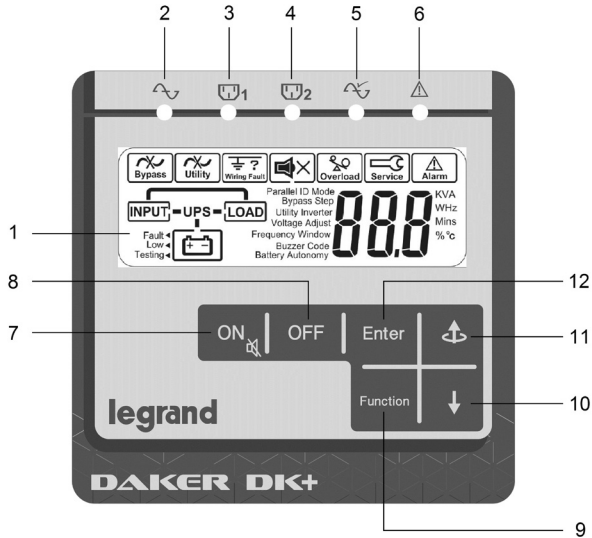 2 3 4 5 6
1 2
Bypass Utility Wiring Fault Overload Service Alarm
Parallel ID Mode
Bypass Step
Utility Inverter
Voltage Adjust
Frequency Window
Buzzer Code
Battery Autonomy
88.8
KVA
WHz
Mins
% °C
INPUT UPS LOAD
Fault
Low
Testing
1
8
7
12
11
10
9
ON OFF Enter
Function
legrand
DAKER DK+